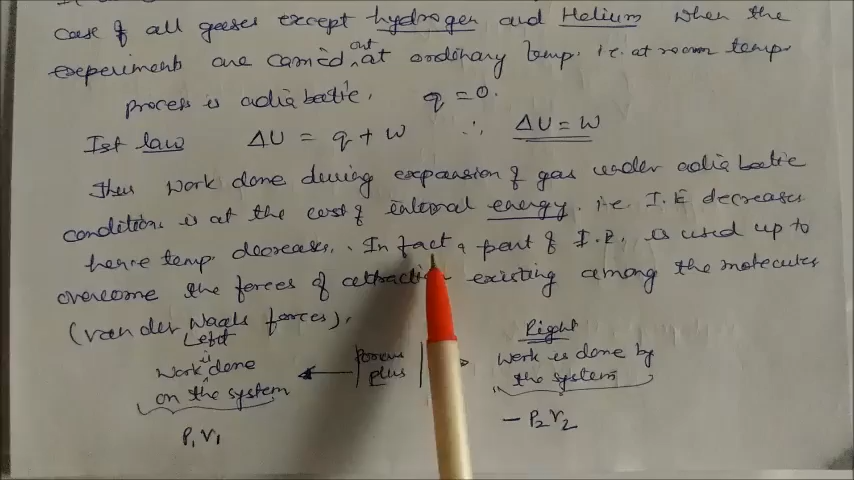 case of all gases except hydrogen and Helium when the
experiments are carried out at ordinary temp. i.e. at room temp.
process is adiabatic. q = 0.
Ist law ΔU = q + w ∴ ΔU = w
Thus work done during expansion of gas under adiabatic
conditions is at the cost of internal energy. i.e. I.E decreases
hence temp. decreases. In fact a part of I.E. is used up to
overcome the forces of attraction existing among the molecules
(van der Waals forces).
Left Right
Work is done Porous plug work is done by
on the system the system
P₁V₁ – P₂V₂